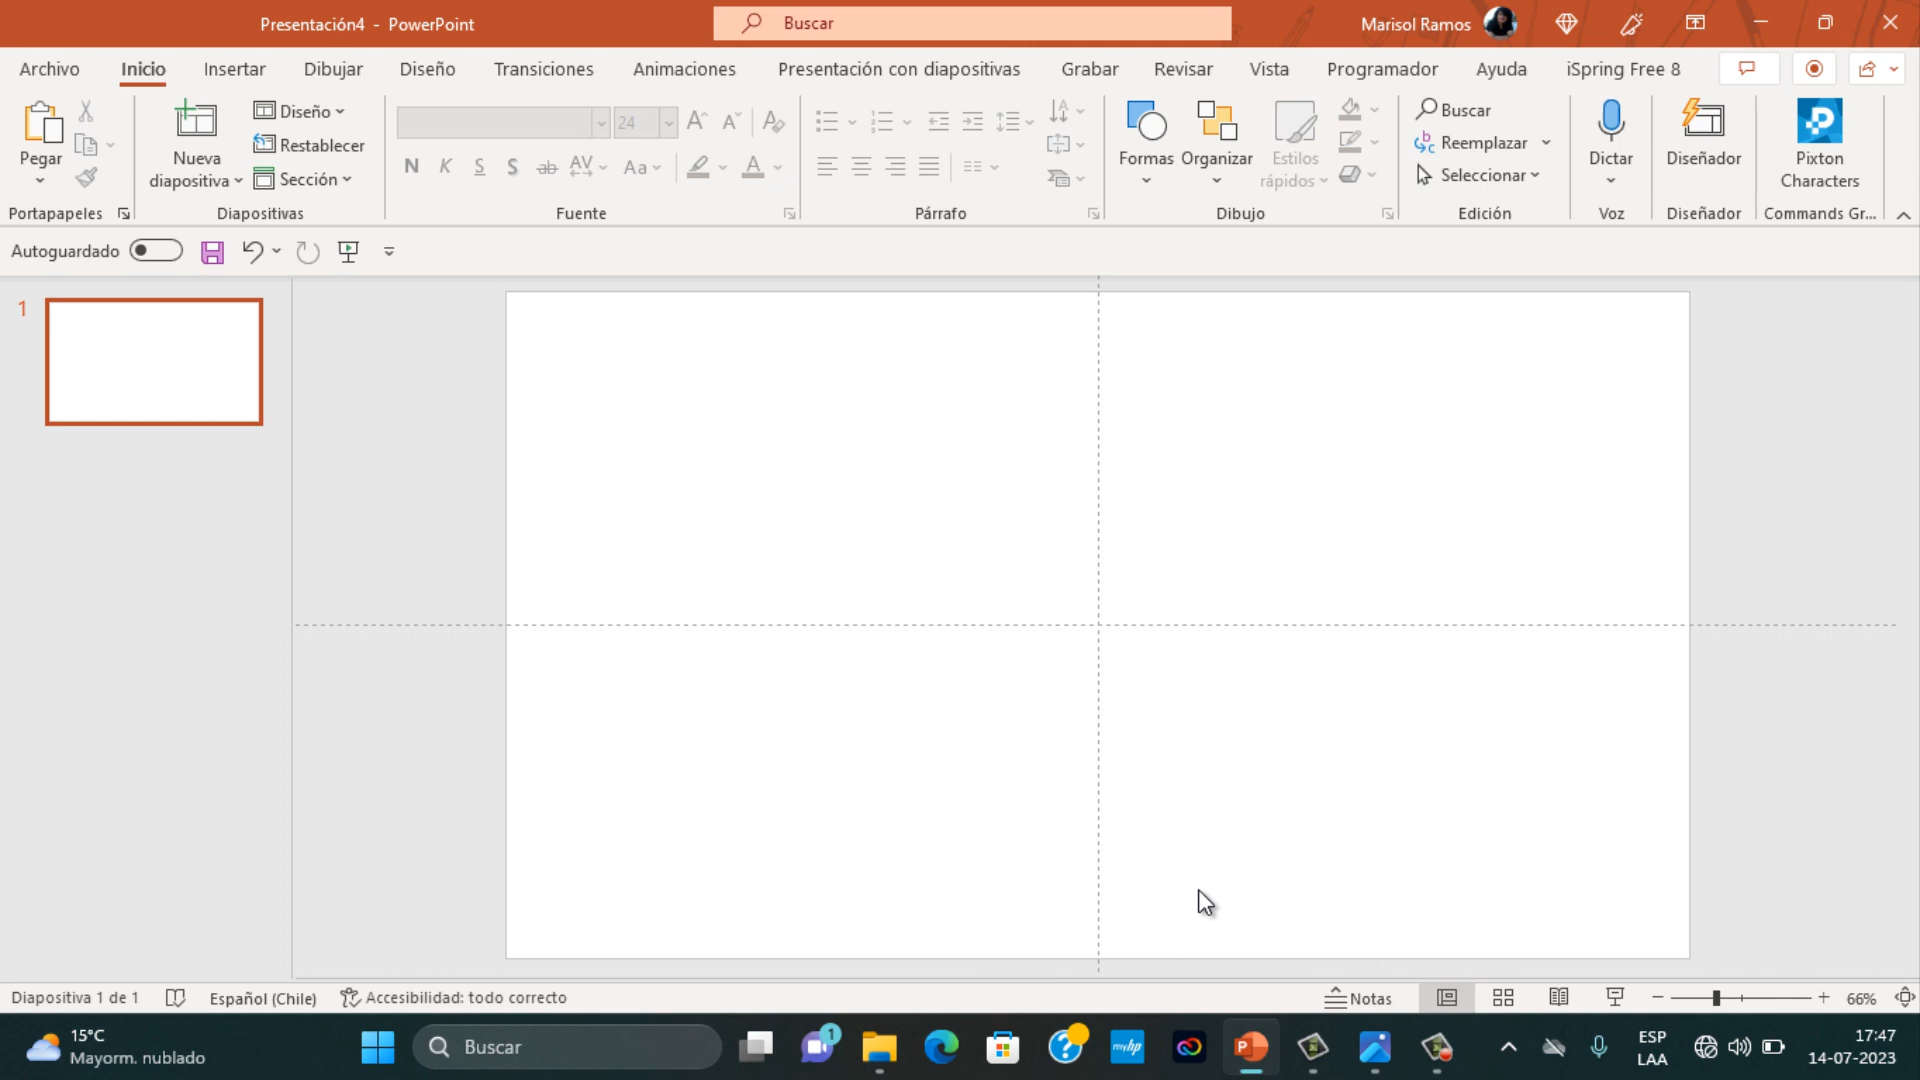 Presentación4 - PowerPoint
Buscar
Marisol Ramos
Archivo Inicio Insertar Dibujar Diseño Transiciones Animaciones Presentación con diapositivas Grabar Revisar Vista Programador Ayuda iSpring Free 8
Pegar
Nueva diapositiva
Diseño
Restablecer
Sección
24
N K S S ab AV Aa A
Formas
Organizar
Estilos rápidos
Buscar
Reemplazar
Seleccionar
Dictar
Diseñador
Pixton Characters
Portapapeles Diapositivas Fuente Párrafo Dibujo Edición Voz Diseñador Commands Gr...
Autoguardado
1
Diapositiva 1 de 1 Español (Chile) Accesibilidad: todo correcto Notas 66%
15°C
Mayorm. nublado
Buscar
1
myhp
ESP
LAA
17:47
14-07-2023